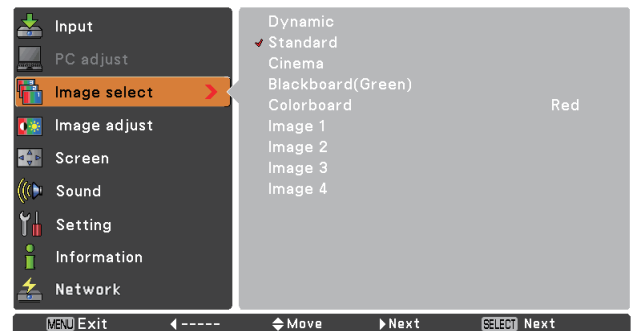 Input
PC adjust
Image select
Image adjust
Screen
Sound
Setting
Information
Network
Dynamic
Standard
Cinema
Blackboard(Green)
Colorboard Red
Image 1
Image 2
Image 3
Image 4
MENU Exit ----- Move Next SELECT Next